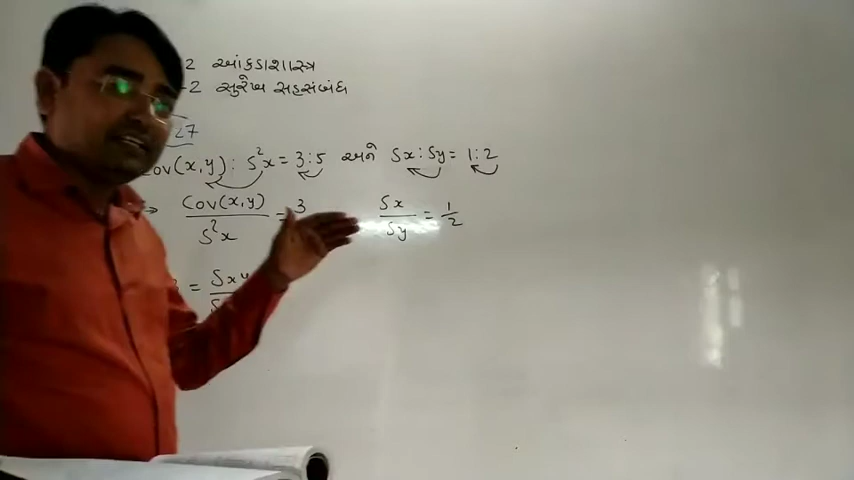 2 આંકડાશાસ્ત્ર
-2 સુરેખ સહસંબંધ
27
Cov(x,y) : S²x = 3:5 અને Sx:Sy = 1:2
Cov(x,y) / S²x = 3 Sx / Sy = 1/2
= Sxy